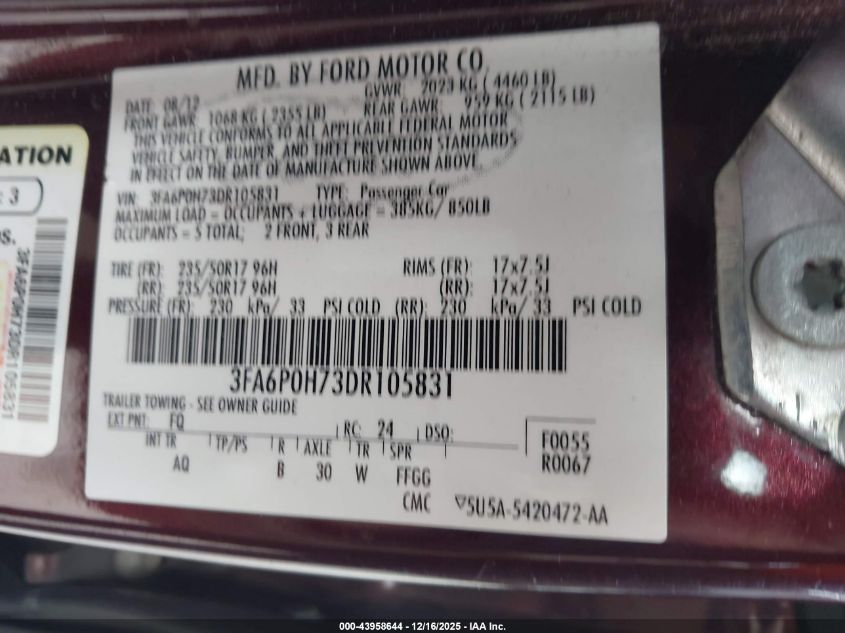 MFD. BY FORD MOTOR CO.
DATE: 08/12 GVWR: 2023 KG ( 4460 LB)
FRONT GAWR: 1068 KG ( 2355 LB) REAR GAWR: 959 KG ( 2115 LB)
THIS VEHICLE CONFORMS TO ALL APPLICABLE FEDERAL MOTOR
VEHICLE SAFETY, BUMPER, AND THEFT PREVENTION STANDARDS
IN EFFECT ON THE DATE OF MANUFACTURE SHOWN ABOVE.
VIN: 3FA6P0H73DR105831 TYPE: Passenger Car
MAXIMUM LOAD = OCCUPANTS + LUGGAGE = 385KG/ 850LB
OCCUPANTS = 5 TOTAL; 2 FRONT, 3 REAR
TIRE (FR): 235/50R17 96H RIMS (FR): 17x7.5J
(RR): 235/50R17 96H (RR): 17x7.5J
PRESSURE (FR): 230 kPa/ 33 PSI COLD (RR): 230 kPa/ 33 PSI COLD
3FA6P0H73DR105831
TRAILER TOWING - SEE OWNER GUIDE
EXT PNT: FQ RC: 24 DSO: F0055
INT TR TP/PS R AXLE TR SPR R0067
AQ B 30 W FFGG
CMC ▽5U5A-5420472-AA
ATION
: 3
OS.
3FA6P0H73DR105831
000-43958644 - 12/16/2025 - IAA Inc.